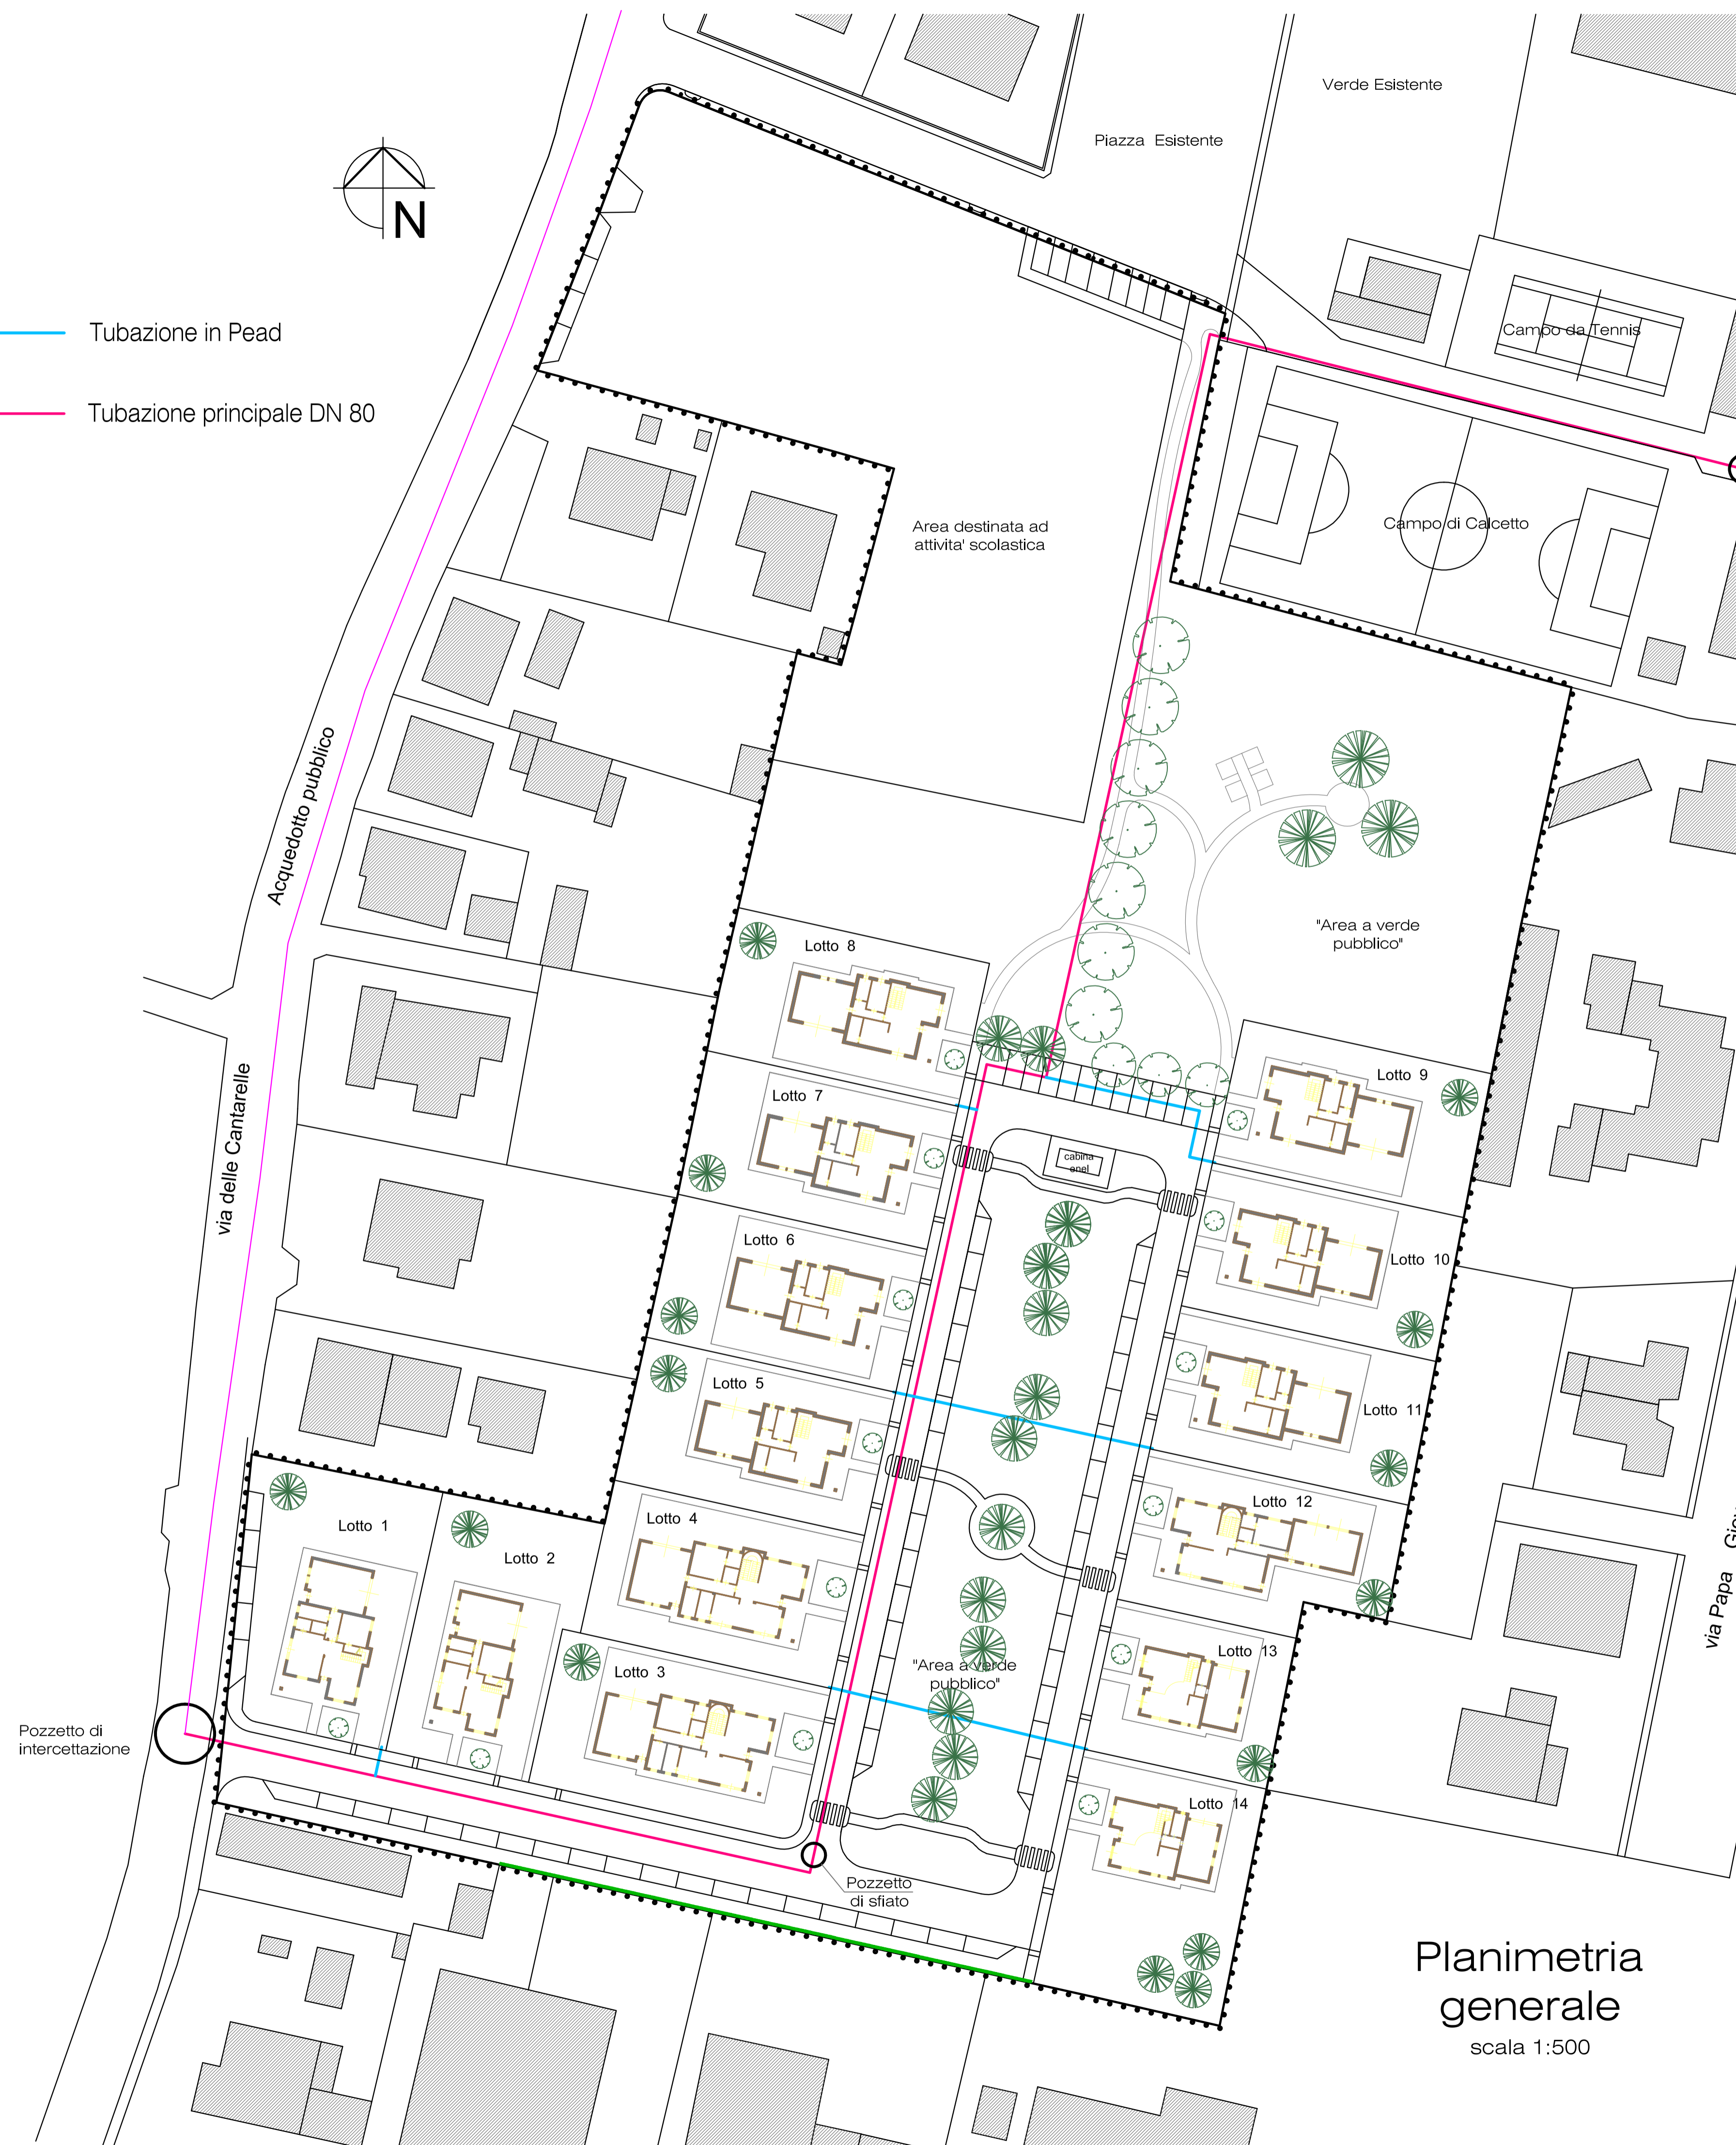 Verde Esistente
Piazza Esistente
N
Tubazione in Pead
Tubazione principale DN 80
Campo da Tennis
Campo di Calcetto
Area destinata ad
attivita' scolastica
Acquedotto pubblico
"Area a verde
pubblico"
Lotto 8
Lotto 9
Lotto 7
via delle Cantarelle
cabina
enel
Lotto 6
Lotto 10
Lotto 5
Lotto 11
Lotto 1
Lotto 2
Lotto 4
Lotto 12
via Papa
Lotto 3
"Area a verde
pubblico"
Lotto 13
Pozzetto di
intercettazione
Lotto 14
Pozzetto
di sfiato
Planimetria
generale
scala 1:500